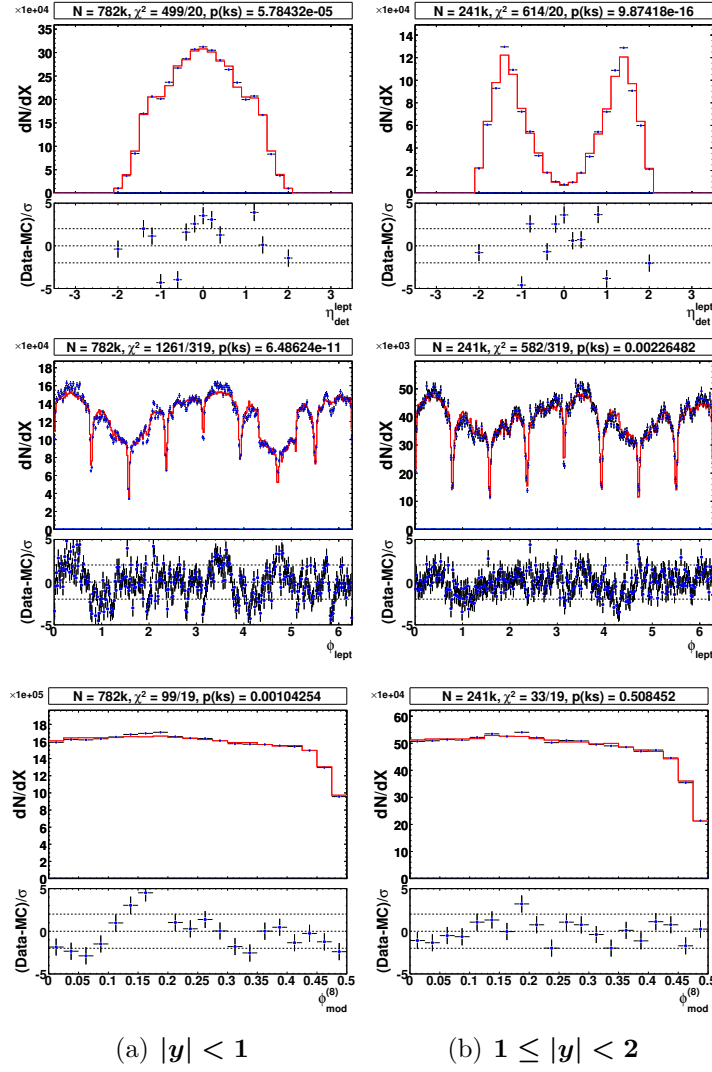 ×1e+04
N = 782k, χ² = 499/20, p(ks) = 5.78432e-05
dN/dX
35
30
25
20
15
10
5
0
(Data-MC)/σ
5
0
-5
-3 -2 -1 0 1 2 3
η_det^lept
×1e+04
N = 241k, χ² = 614/20, p(ks) = 9.87418e-16
dN/dX
14
12
10
8
6
4
2
0
(Data-MC)/σ
5
0
-5
-3 -2 -1 0 1 2 3
η_det^lept
×1e+04
N = 782k, χ² = 1261/319, p(ks) = 6.48624e-11
dN/dX
18
16
14
12
10
8
6
4
2
0
(Data-MC)/σ
5
0
-5
0 1 2 3 4 5 6
φ_lept
×1e+03
N = 241k, χ² = 582/319, p(ks) = 0.00226482
dN/dX
50
40
30
20
10
0
(Data-MC)/σ
5
0
-5
0 1 2 3 4 5 6
φ_lept
×1e+05
N = 782k, χ² = 99/19, p(ks) = 0.00104254
dN/dX
18
16
14
12
10
8
6
4
2
0
(Data-MC)/σ
5
0
-5
0 0.05 0.1 0.15 0.2 0.25 0.3 0.35 0.4 0.45 0.5
φ_mod^(8)
×1e+04
N = 241k, χ² = 33/19, p(ks) = 0.508452
dN/dX
60
50
40
30
20
10
0
(Data-MC)/σ
5
0
-5
0 0.05 0.1 0.15 0.2 0.25 0.3 0.35 0.4 0.45 0.5
φ_mod^(8)
(a) |y| < 1
(b) 1 ≤ |y| < 2